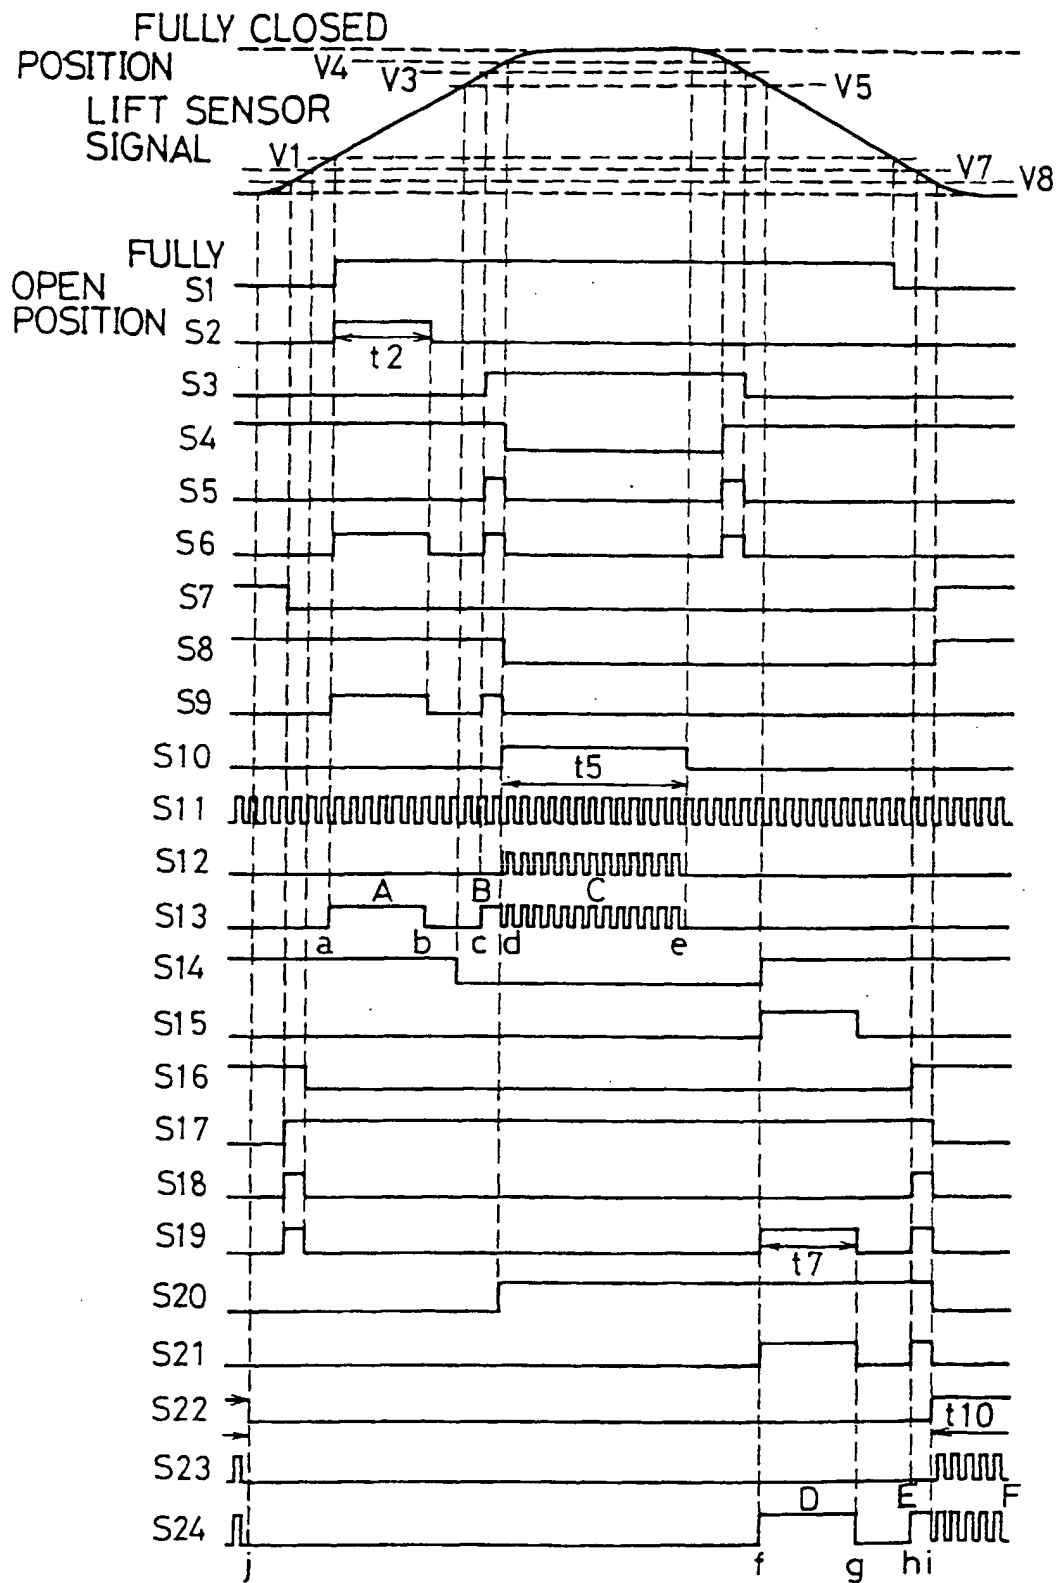 FULLY CLOSED
POSITION
V4
V3
V5
LIFT SENSOR
SIGNAL
V1
V7
V8
FULLY
OPEN
POSITION
S1
S2
t2
S3
S4
S5
S6
S7
S8
S9
S10
t5
S11
S12
A B C
S13
a b c d e
S14
S15
S16
S17
S18
S19
t7
S20
S21
S22
t10
S23
D E F
S24
j f g h i